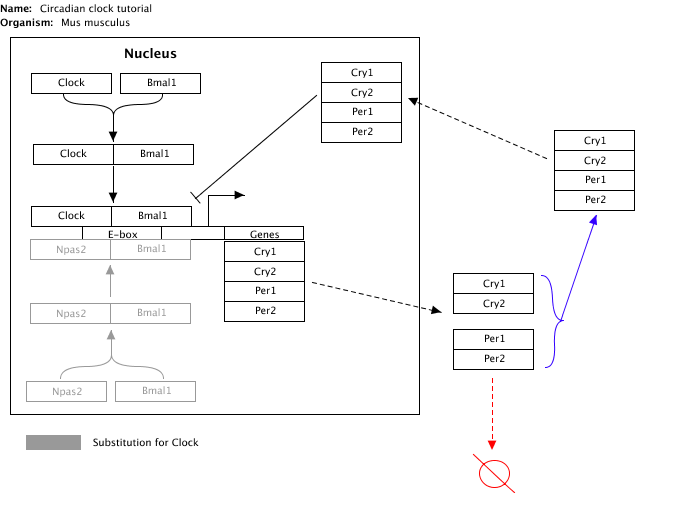 Name: Circadian clock tutorial
Organism: Mus musculus
Nucleus
Clock Bmal1
Clock Bmal1
Clock Bmal1
E-box Genes
Npas2 Bmal1
Npas2 Bmal1
Npas2 Bmal1
Cry1
Cry2
Per1
Per2
Cry1
Cry2
Per1
Per2
Cry1
Cry2
Per1
Per2
Cry1
Cry2
Per1
Per2
Substitution for Clock